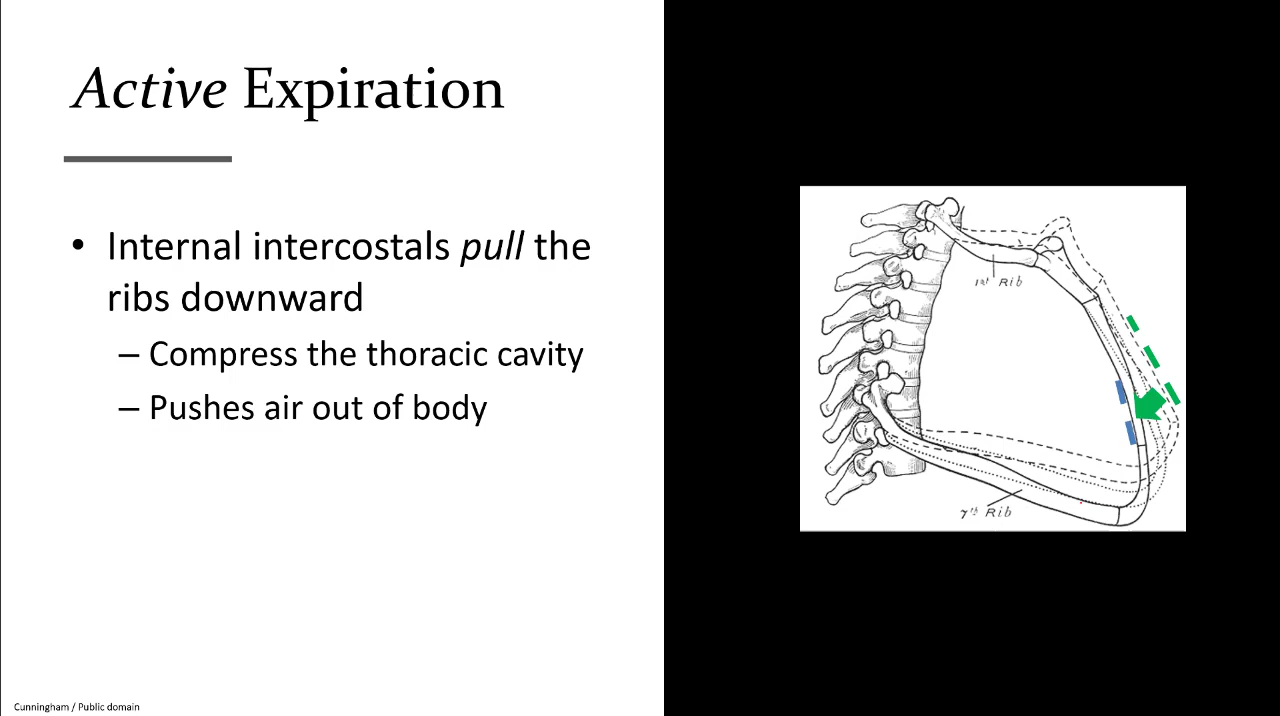 Active Expiration
• Internal intercostals pull the
ribs downward
– Compress the thoracic cavity
– Pushes air out of body
1st Rib
7th Rib
Cunningham / Public domain